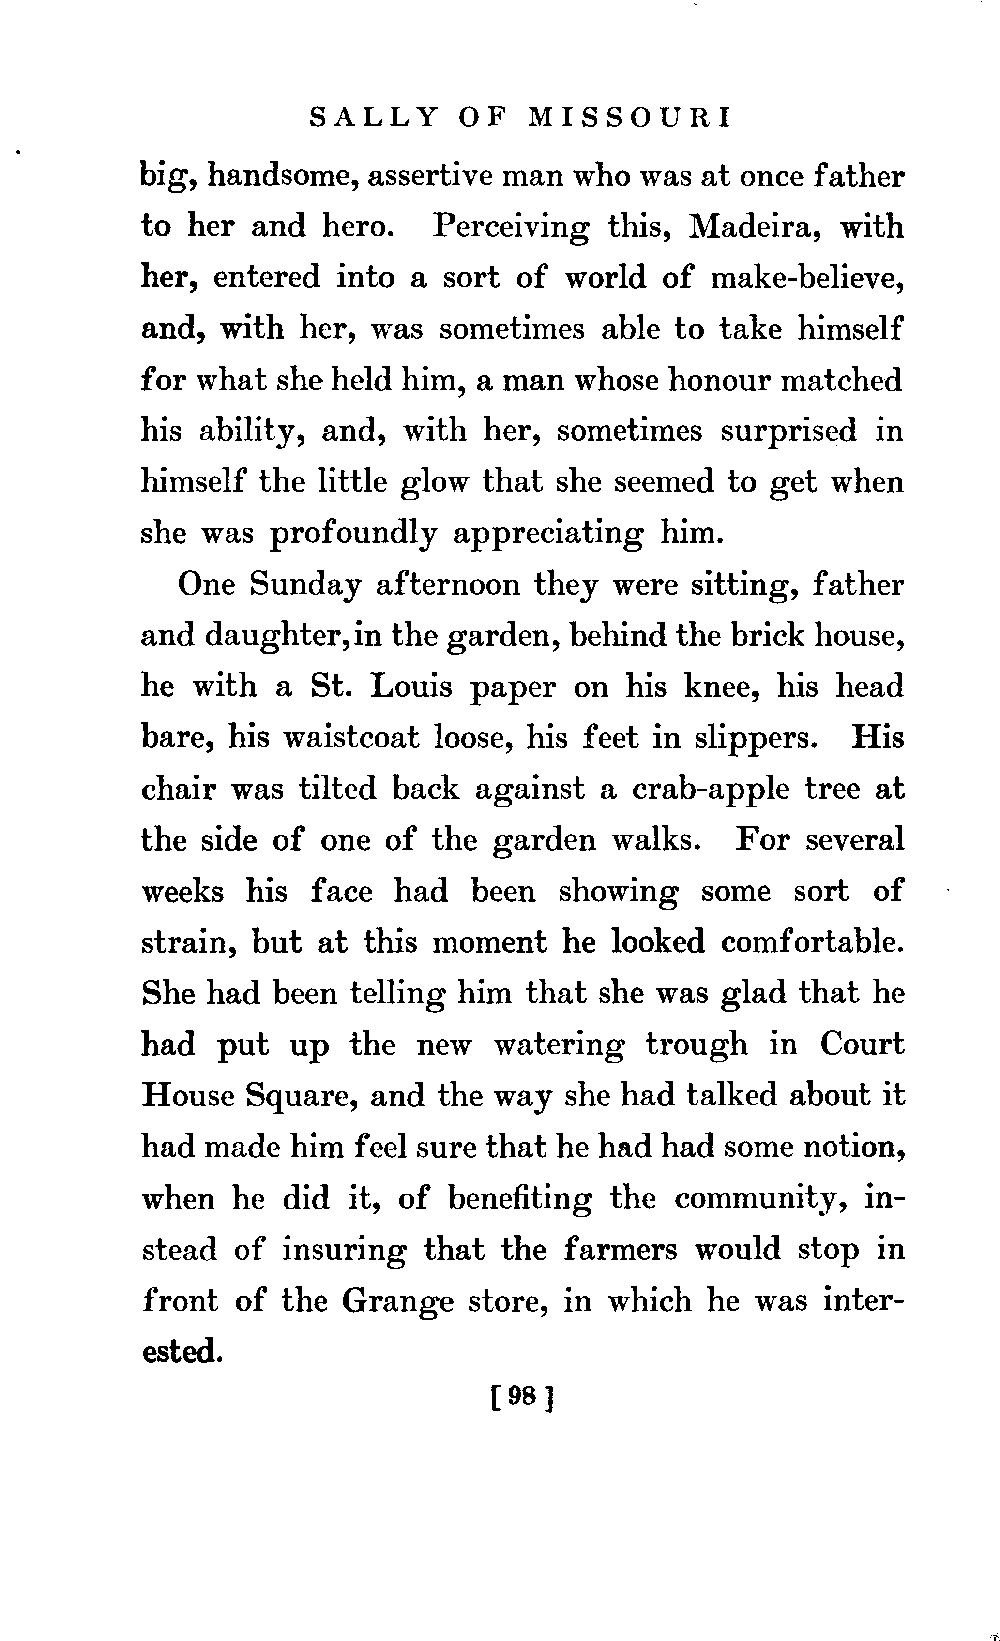 SALLY OF MISSOURI
big, handsome, assertive man who was at once father
to her and hero. Perceiving this, Madeira, with
her, entered into a sort of world of make-believe,
and, with her, was sometimes able to take himself
for what she held him, a man whose honour matched
his ability, and, with her, sometimes surprised in
himself the little glow that she seemed to get when
she was profoundly appreciating him.
One Sunday afternoon they were sitting, father
and daughter, in the garden, behind the brick house,
he with a St. Louis paper on his knee, his head
bare, his waistcoat loose, his feet in slippers. His
chair was tilted back against a crab-apple tree at
the side of one of the garden walks. For several
weeks his face had been showing some sort of
strain, but at this moment he looked comfortable.
She had been telling him that she was glad that he
had put up the new watering trough in Court
House Square, and the way she had talked about it
had made him feel sure that he had had some notion,
when he did it, of benefiting the community, in-
stead of insuring that the farmers would stop in
front of the Grange store, in which he was inter-
ested.
[98]